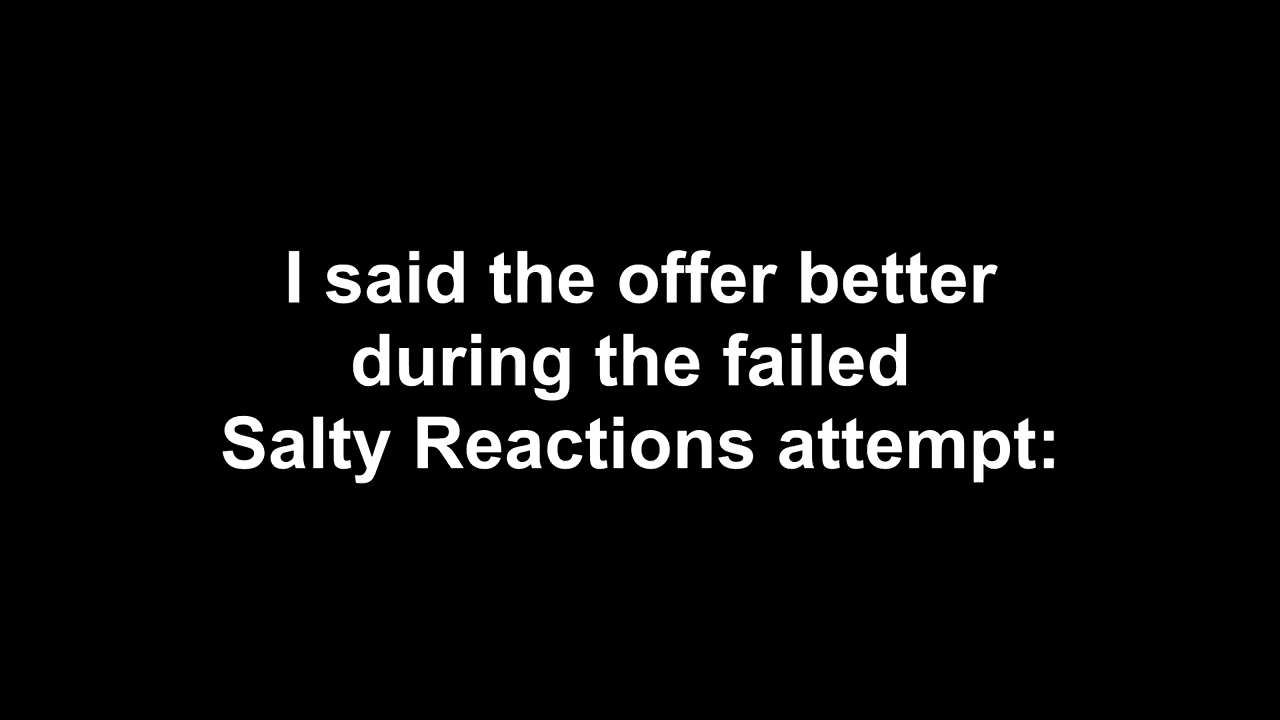 I said the offer better
during the failed
Salty Reactions attempt: